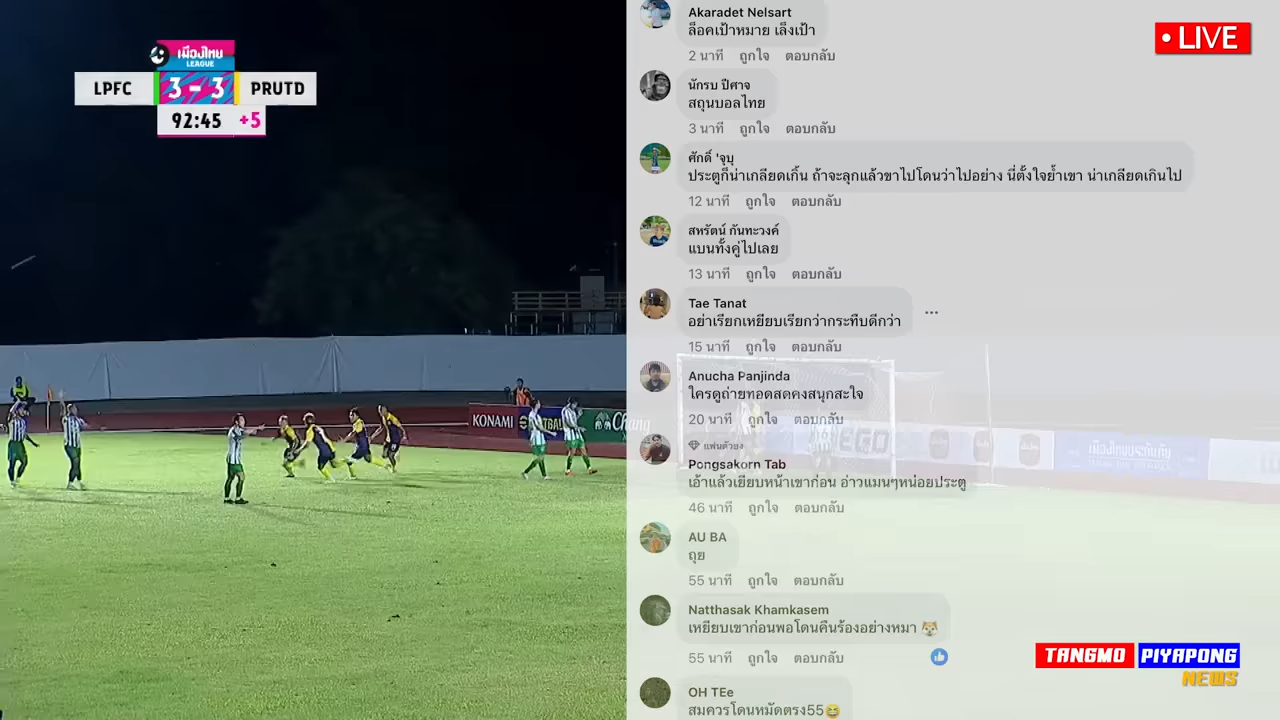 เมืองไทย
LEAGUE
LPFC 3 - 3 PRUTD
92:45 +5
KONAMI
Chang
LIVE
Akaradet Nelsart
ล็อคเป้าหมาย เล็งเป้า
2 นาที ถูกใจ ตอบกลับ
นักรบ ปีศาจ
สถุนบอลไทย
3 นาที ถูกใจ ตอบกลับ
ศักดิ์ 'จุบุ
ประตูก็น่าเกลียดเกิ้น ถ้าจะลุกแล้วขาไปโดนว่าไปอย่าง นี่ตั้งใจย้ำเขา น่าเกลียดเกินไป
12 นาที ถูกใจ ตอบกลับ
สหรัตน์ กันทะวงค์
แบนทั้งคู่ไปเลย
13 นาที ถูกใจ ตอบกลับ
Tae Tanat
อย่าเรียกเหยียบเรียกว่ากระทืบดีกว่า
15 นาที ถูกใจ ตอบกลับ
Anucha Panjinda
ใครดูถ่ายทอดสดคงสนุกสะใจ
20 นาที ถูกใจ ตอบกลับ
แฟนตัวยง
Pongsakorn Tab
เอ้าแล้วเยียบหน้าเขาก่อน อ่าวแมนๆหน่อยประตู
46 นาที ถูกใจ ตอบกลับ
AU BA
ถุย
55 นาที ถูกใจ ตอบกลับ
Natthasak Khamkasem
เหยียบเขาก่อนพอโดนคืนร้องอย่างหมา 🐕
55 นาที ถูกใจ ตอบกลับ
OH TEe
สมควรโดนหมัดตรง55😂
TANGMO PIYAPONG
NEWS